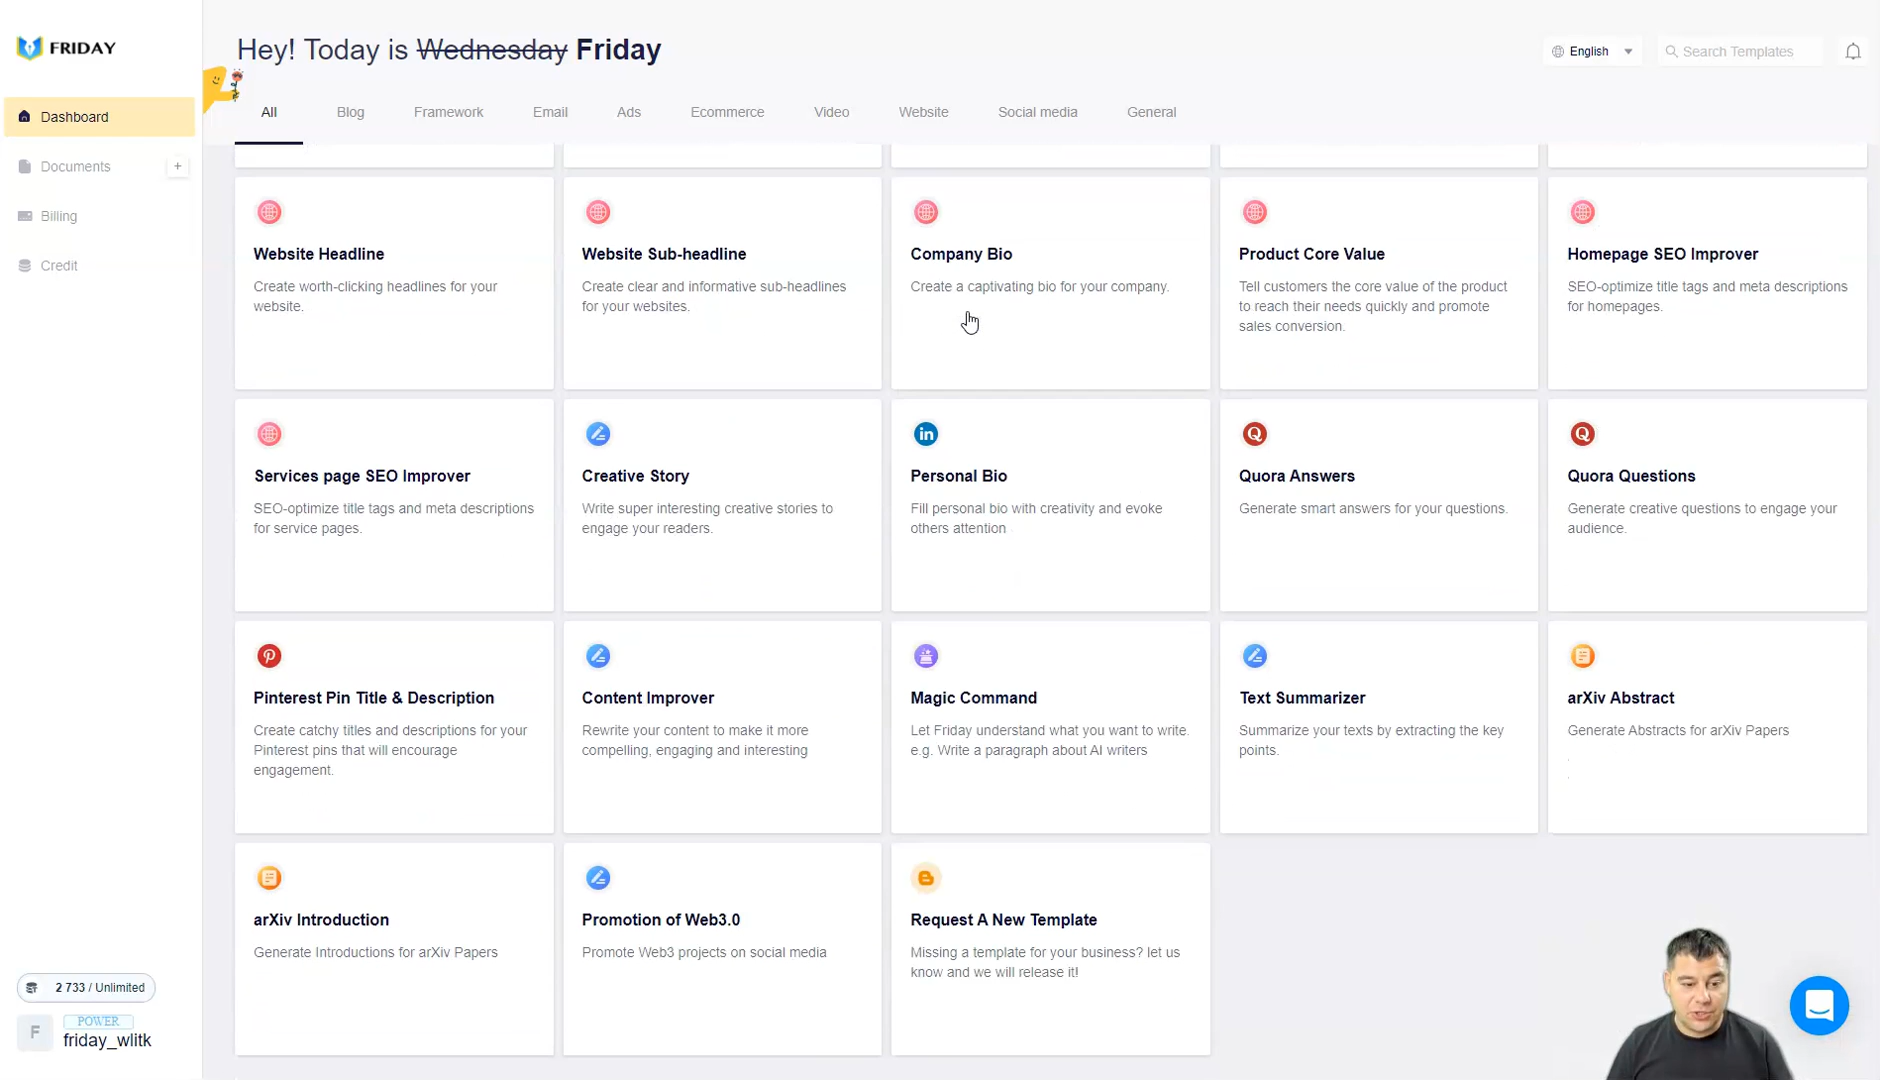 FRIDAY
Hey! Today is Wednesday Friday
English
Search Templates
Dashboard
Documents
+
Billing
Credit
All
Blog
Framework
Email
Ads
Ecommerce
Video
Website
Social media
General
Website Headline
Create worth-clicking headlines for your
website.
Website Sub-headline
Create clear and informative sub-headlines
for your websites.
Company Bio
Create a captivating bio for your company.
Product Core Value
Tell customers the core value of the product
to reach their needs quickly and promote
sales conversion.
Homepage SEO Improver
SEO-optimize title tags and meta descriptions
for homepages.
Services page SEO Improver
SEO-optimize title tags and meta descriptions
for service pages.
Creative Story
Write super interesting creative stories to
engage your readers.
in
Personal Bio
Fill personal bio with creativity and evoke
others attention
Q
Quora Answers
Generate smart answers for your questions.
Q
Quora Questions
Generate creative questions to engage your
audience.
Pinterest Pin Title & Description
Create catchy titles and descriptions for your
Pinterest pins that will encourage
engagement.
Content Improver
Rewrite your content to make it more
compelling, engaging and interesting
Magic Command
Let Friday understand what you want to write.
e.g. Write a paragraph about AI writers
Text Summarizer
Summarize your texts by extracting the key
points.
arXiv Abstract
Generate Abstracts for arXiv Papers
arXiv Introduction
Generate Introductions for arXiv Papers
Promotion of Web3.0
Promote Web3 projects on social media
Request A New Template
Missing a template for your business? let us
know and we will release it!
2 733 / Unlimited
F
POWER
friday_wlitk